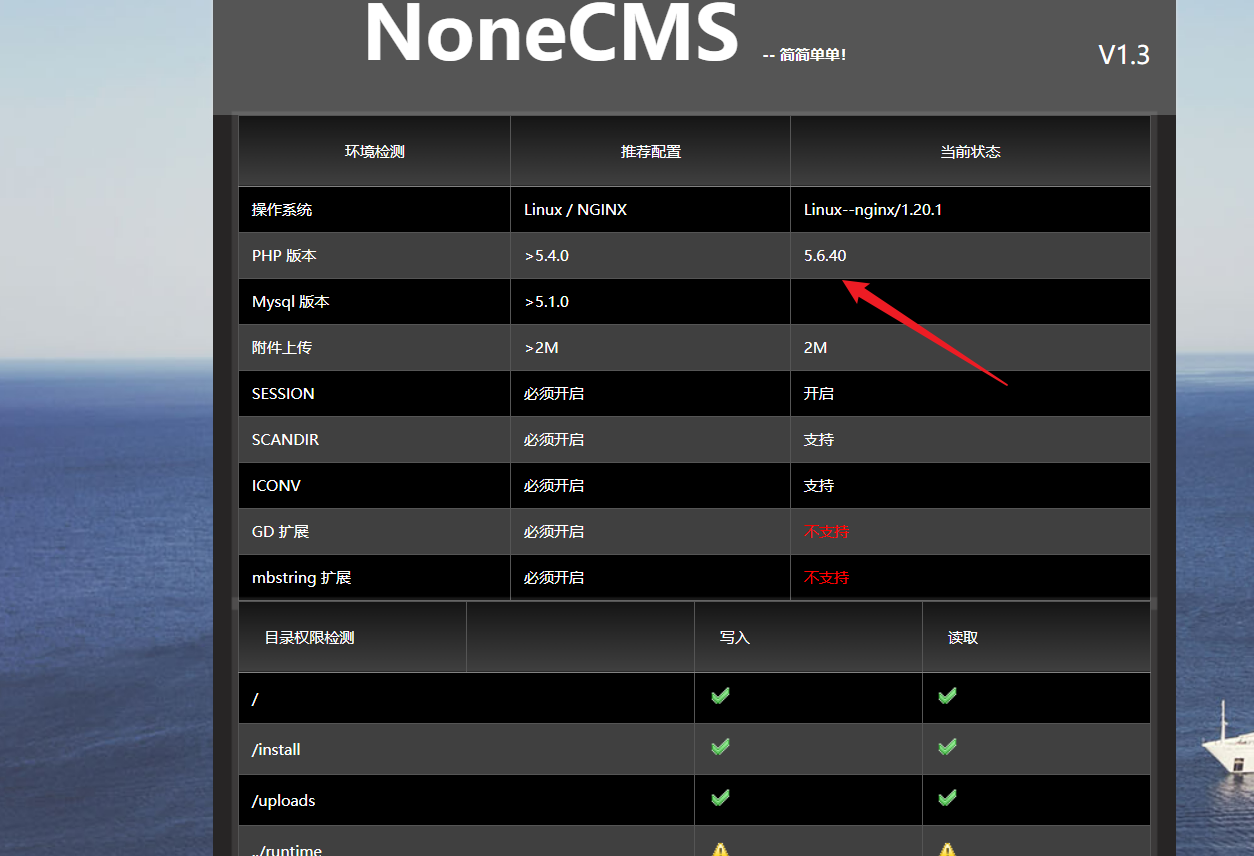 NoneCMS -- 简简单单! V1.3
环境检测 推荐配置 当前状态
操作系统 Linux / NGINX Linux--nginx/1.20.1
PHP 版本 >5.4.0 5.6.40
Mysql 版本 >5.1.0
附件上传 >2M 2M
SESSION 必须开启 开启
SCANDIR 必须开启 支持
ICONV 必须开启 支持
GD 扩展 必须开启 不支持
mbstring 扩展 必须开启 不支持
目录权限检测 写入 读取
/
/install
/uploads
../runtime